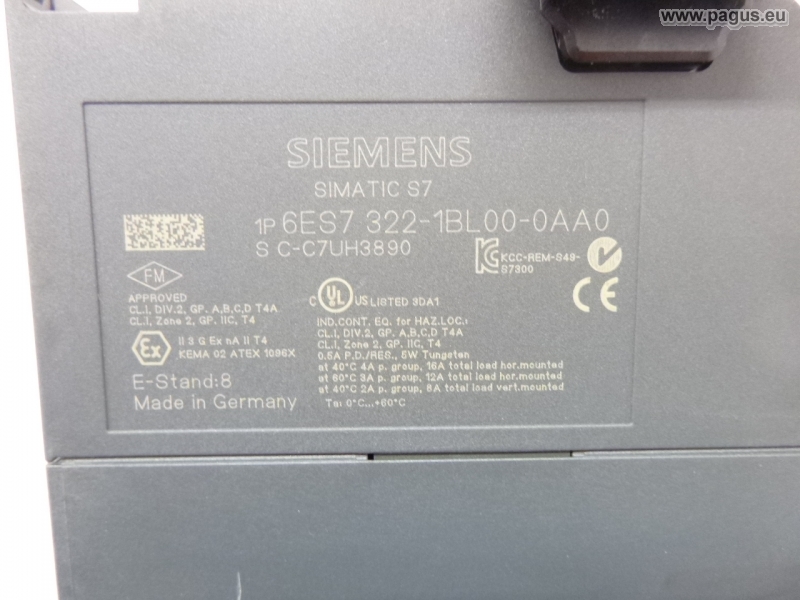 www.pagus.eu
SIEMENS
SIMATIC S7
1P 6ES7 322-1BL00-0AA0
S C-C7UH3890
KCC-REM-S49-
S7300
FM
APPROVED
CL.I, DIV.2, GP. A,B,C,D T4A
CL.I, Zone 2, GP. IIC, T4
C UL US LISTED 3DA1
IND.CONT. EQ. for HAZ.LOC.:
CL.I, DIV.2, GP. A,B,C,D T4A
CL.I, Zone 2, GP. IIC, T4
0.5A P.D./RES., 5W Tungsten
at 40°C 4A p. group, 16A total load hor.mounted
at 60°C 3A p. group, 12A total load hor.mounted
at 40°C 2A p. group, 8A total load vert.mounted
Ta: 0°C...+60°C
CE
Ex II 3 G Ex nA II T4
KEMA 02 ATEX 1096X
E-Stand:8
Made in Germany